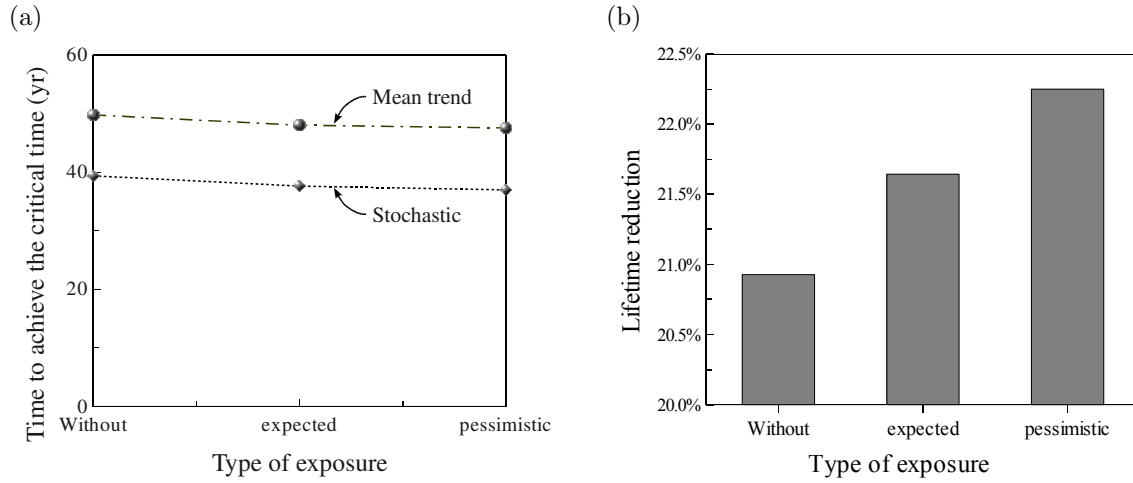 (a)
Time to achieve the critical time (yr)
60
40
20
0
Mean trend
Stochastic
Without
expected
pessimistic
Type of exposure
(b)
Lifetime reduction
22.5%
22.0%
21.5%
21.0%
20.5%
20.0%
Without
expected
pessimistic
Type of exposure